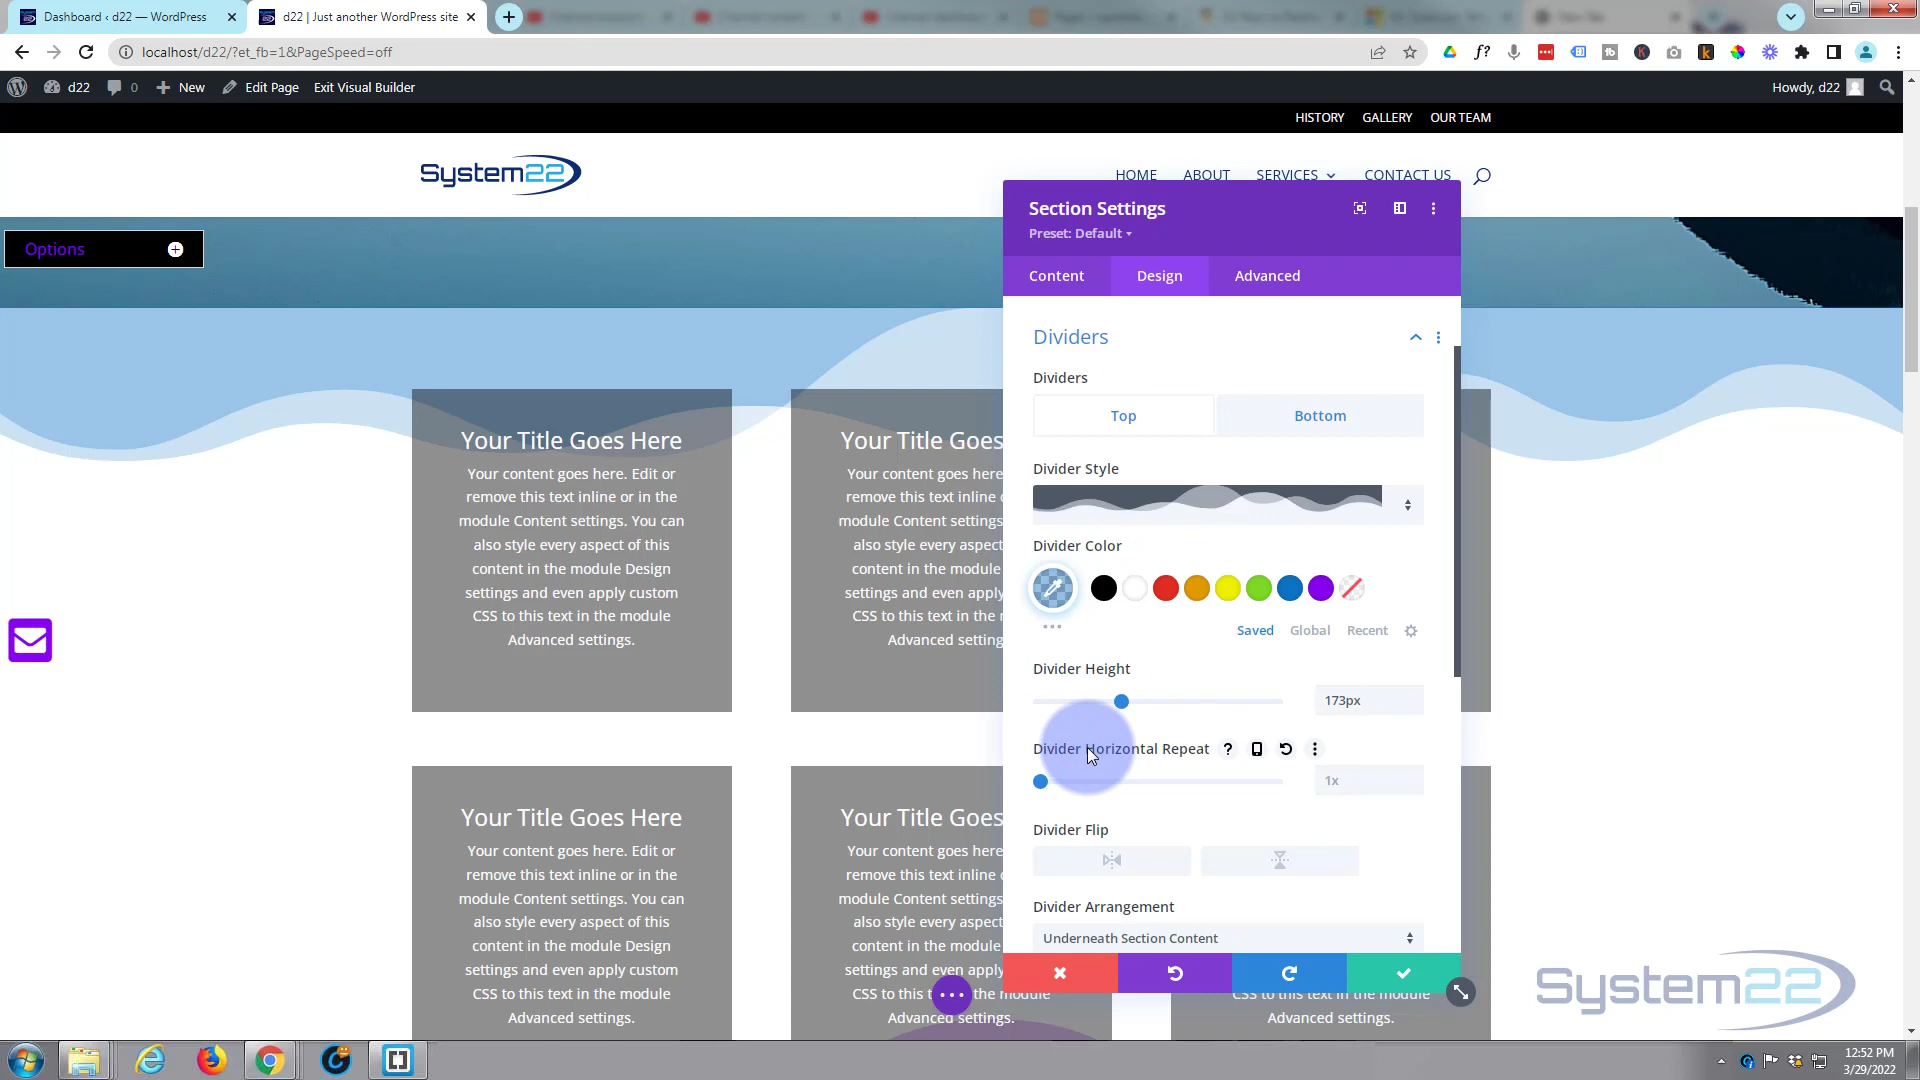 Dashboard ‹ d22 — WordPress
d22 | Just another WordPress site
localhost/d22/?et_fb=1&PageSpeed=off
d22
0
New
Edit Page
Exit Visual Builder
Howdy, d22
HISTORY
GALLERY
OUR TEAM
System22
HOME
ABOUT
SERVICES
CONTACT US
Options
Section Settings
Preset: Default
Content
Design
Advanced
Dividers
Dividers
Top
Bottom
Divider Style
Divider Color
Saved
Global
Recent
Divider Height
173px
Divider Horizontal Repeat
?
1x
Divider Flip
Divider Arrangement
Underneath Section Content
Your Title Goes Here
Your content goes here. Edit or
remove this text inline or in the
module Content settings. You can
also style every aspect of this
content in the module Design
settings and even apply custom
CSS to this text in the module
Advanced settings.
Your Title Goes
Your content goes here
remove this text inline
module Content settings
also style every aspect
content in the module
settings and even apply
CSS to this text in the
Advanced setting
Your Title Goes Here
Your content goes here. Edit or
remove this text inline or in the
module Content settings. You can
also style every aspect of this
content in the module Design
settings and even apply custom
CSS to this text in the module
Advanced settings.
Your Title Goes
Your content goes here
remove this text inline
module Content settings
also style every aspect
content in the module
settings and even apply
CSS to this t the module
Advanced settings.
CSS to this text in the module
Advanced settings.
System22
12:52 PM
3/29/2022